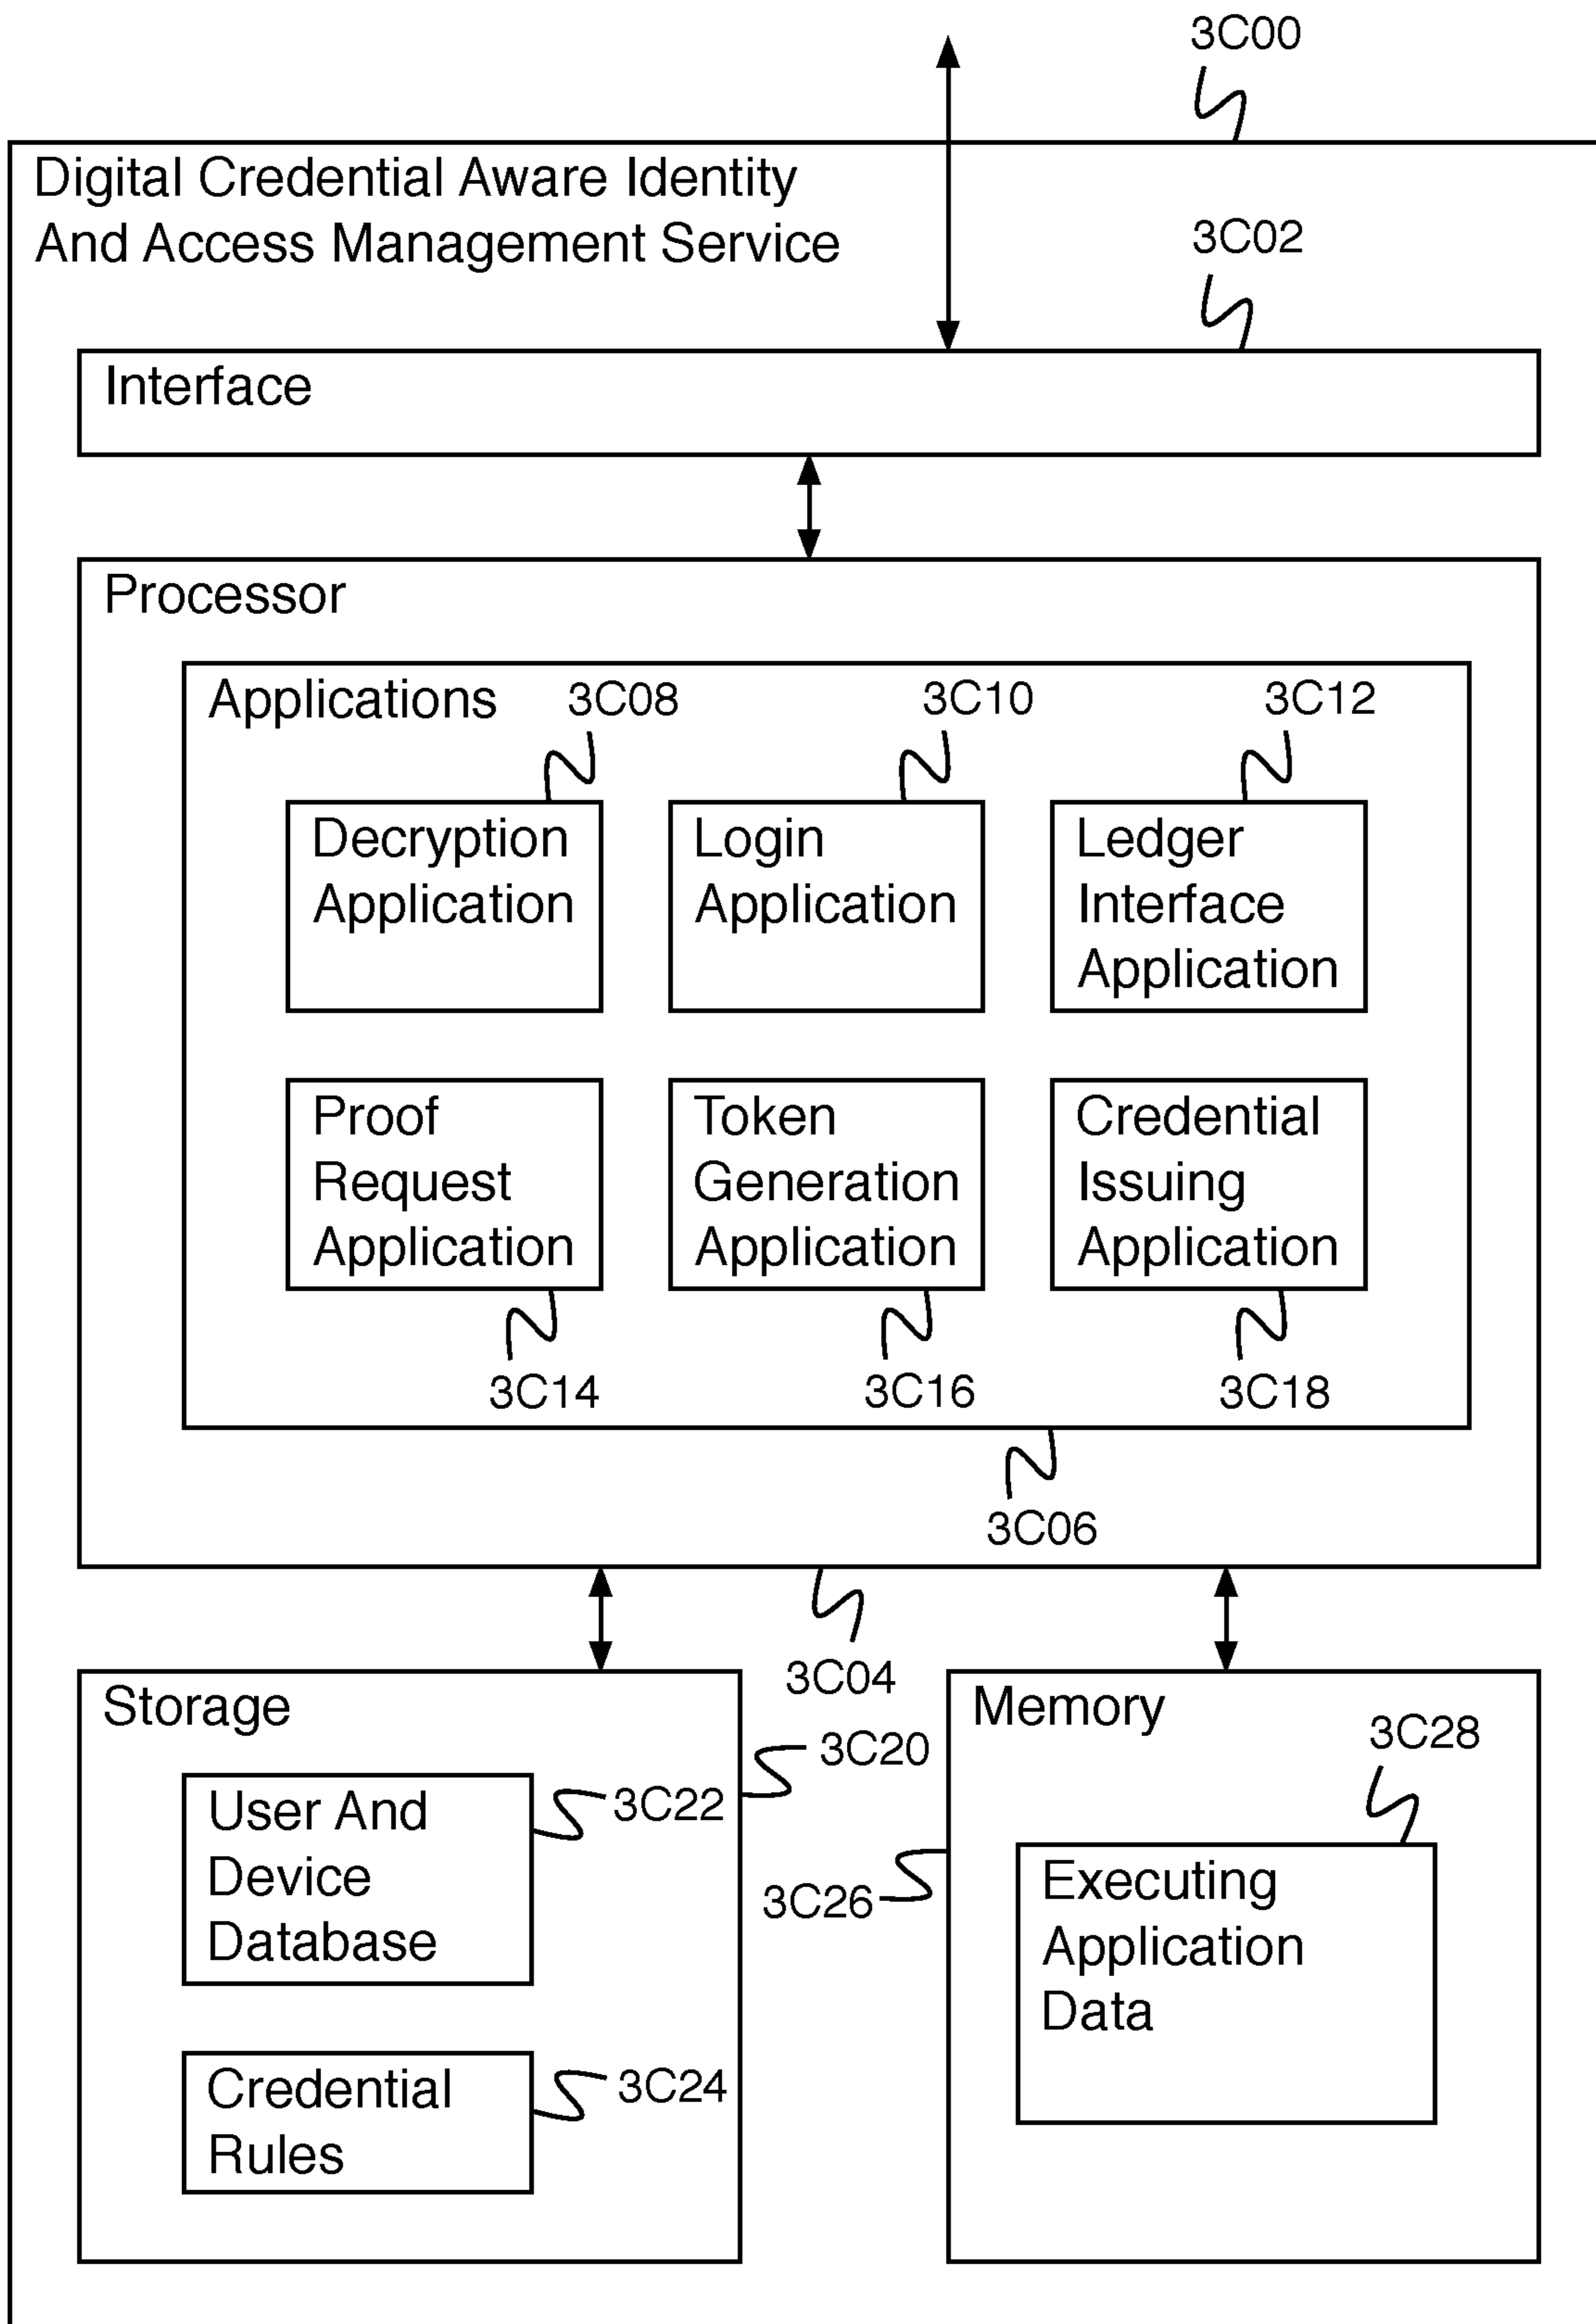 3C00
Digital Credential Aware Identity
And Access Management Service
3C02
Interface
Processor
Applications
3C08
3C10
3C12
Decryption
Application
Login
Application
Ledger
Interface
Application
Proof
Request
Application
Token
Generation
Application
Credential
Issuing
Application
3C14
3C16
3C18
3C06
3C04
Storage
3C20
User And
Device
Database
3C22
Credential
Rules
3C24
Memory
3C26
3C28
Executing
Application
Data